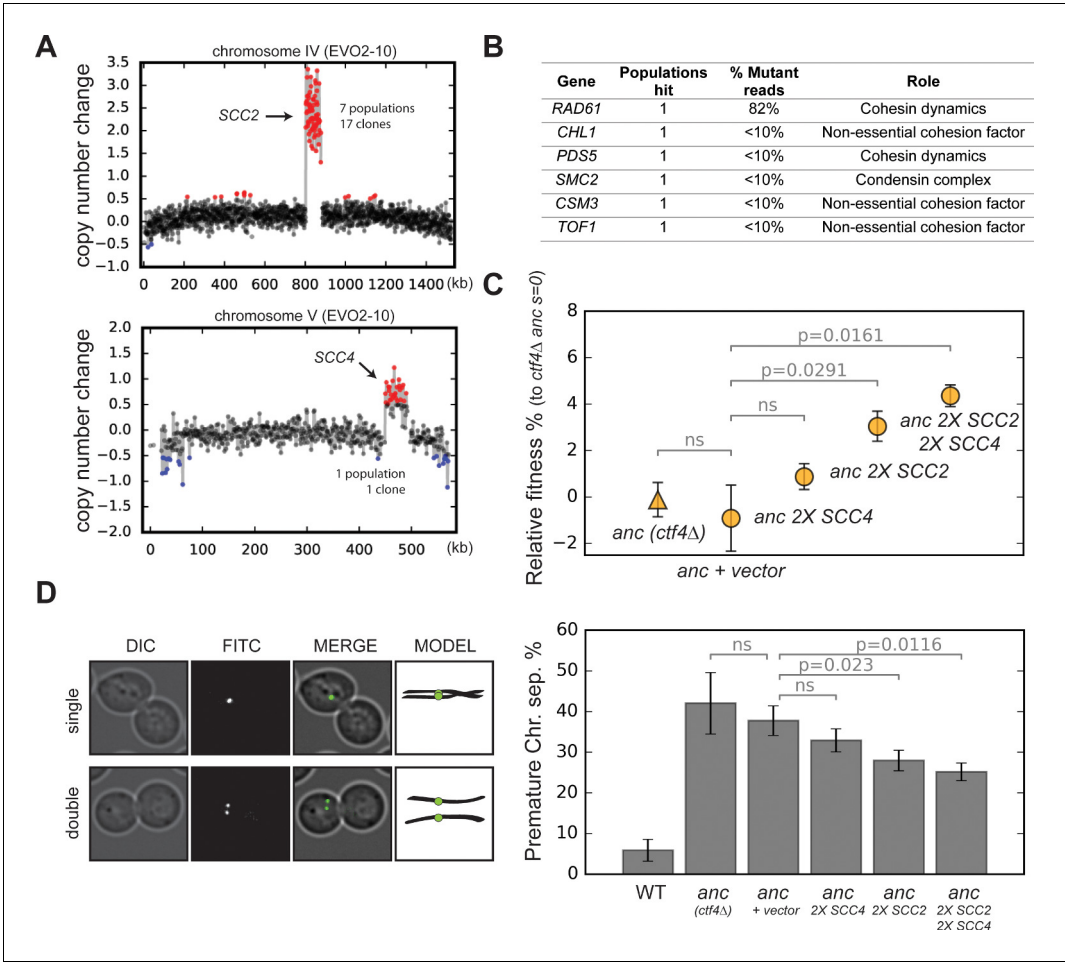 A
chromosome IV (EVO2-10)
copy number change
3.5
3.0
2.5
2.0
1.5
1.0
0.5
0.0
−0.5
−1.0
SCC2
7 populations
17 clones
0 200 400 600 800 1000 1200 1400 (kb)
chromosome V (EVO2-10)
copy number change
2.0
1.5
1.0
0.5
0.0
−0.5
−1.0
−1.5
−2.0
SCC4
1 population
1 clone
0 100 200 300 400 500 (kb)
B
Gene Populations hit % Mutant reads Role
RAD61 1 82% Cohesin dynamics
CHL1 1 <10% Non-essential cohesion factor
PDS5 1 <10% Cohesin dynamics
SMC2 1 <10% Condensin complex
CSM3 1 <10% Non-essential cohesion factor
TOF1 1 <10% Non-essential cohesion factor
C
Relative fitness % (to ctf4Δ anc s=0)
8
6
4
2
0
−2
p=0.0161
p=0.0291
ns
ns
anc 2X SCC2
2X SCC4
anc 2X SCC2
anc 2X SCC4
anc (ctf4Δ)
anc + vector
D
DIC FITC MERGE MODEL
single
double
Premature Chr. sep. %
60
50
40
30
20
10
0
ns
p=0.0116
p=0.023
ns
WT anc anc anc anc anc
(ctf4Δ) + vector 2X SCC4 2X SCC2 2X SCC2
2X SCC4